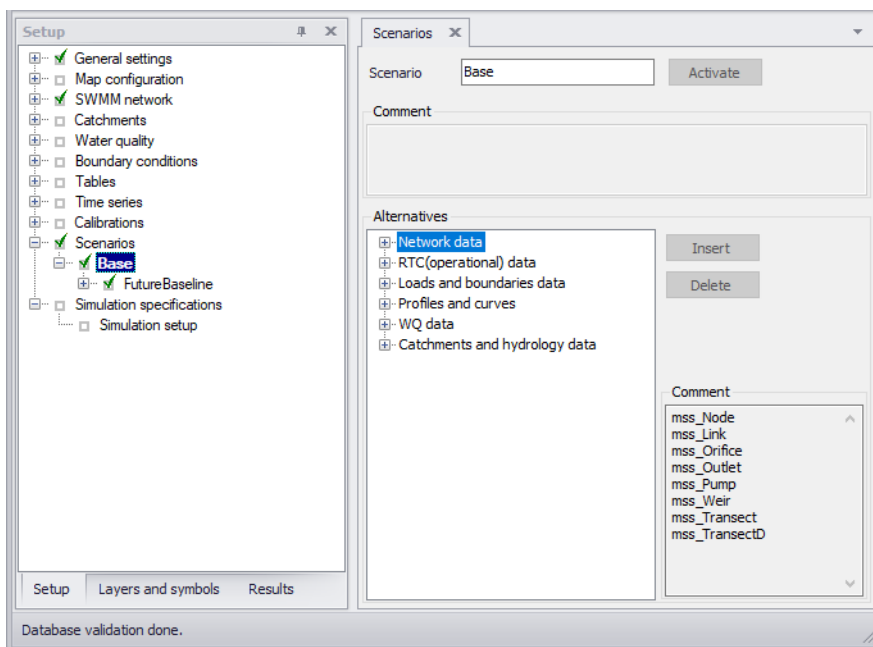 Setup
General settings
Map configuration
SWMM network
Catchments
Water quality
Boundary conditions
Tables
Time series
Calibrations
Scenarios
Base
FutureBaseline
Simulation specifications
Simulation setup
Setup
Layers and symbols
Results
Scenarios
Scenario
Base
Activate
Comment
Alternatives
Network data
RTC(operational) data
Loads and boundaries data
Profiles and curves
WQ data
Catchments and hydrology data
Insert
Delete
Comment
mss_Node
mss_Link
mss_Orifice
mss_Outlet
mss_Pump
mss_Weir
mss_Transect
mss_TransectD
Database validation done.